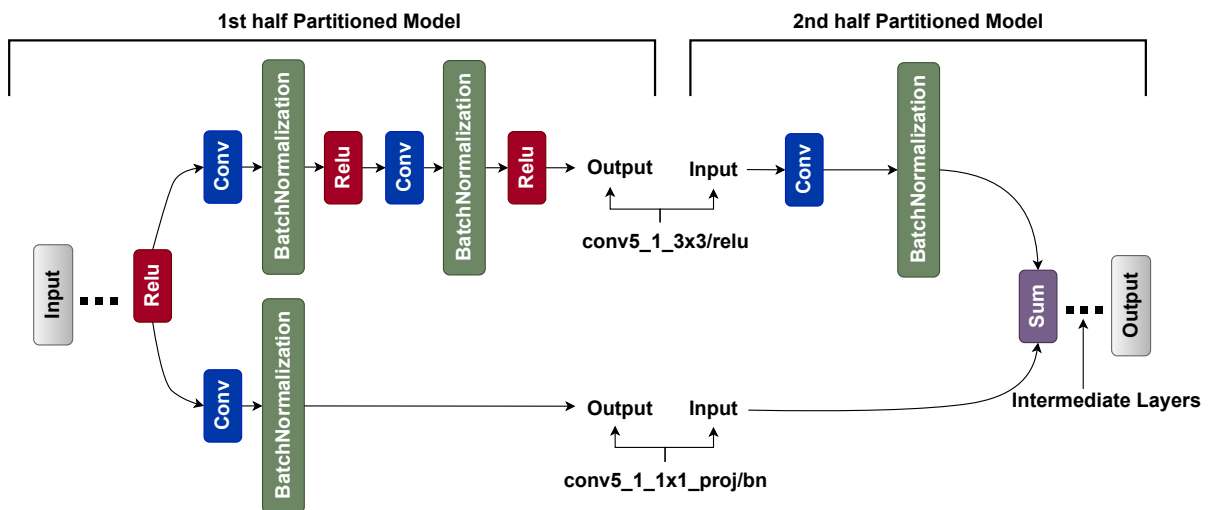 1st half Partitioned Model
2nd half Partitioned Model
Input
Relu
Conv
BatchNormalization
Relu
Conv
BatchNormalization
Relu
Output
Input
conv5_1_3x3/relu
Conv
BatchNormalization
Conv
BatchNormalization
Output
Input
conv5_1_1x1_proj/bn
Sum
Output
Intermediate Layers